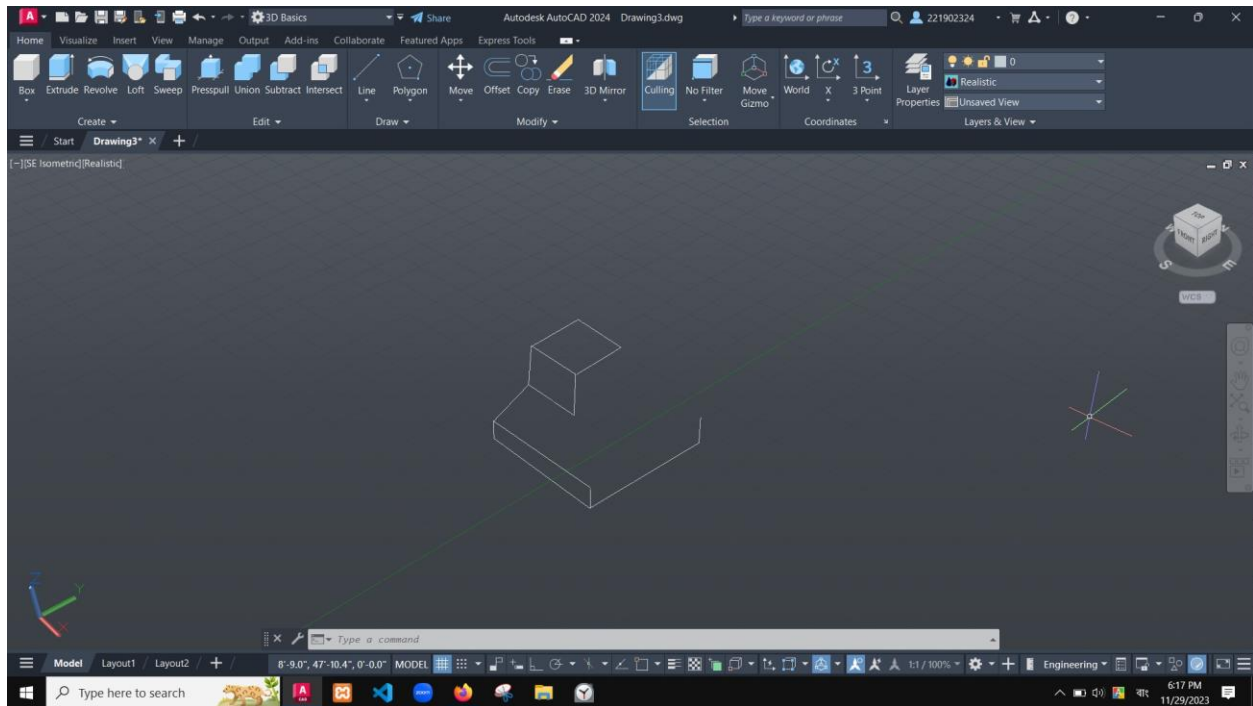 A CAD 3D Basics Share Autodesk AutoCAD 2024 Drawing3.dwg Type a keyword or phrase 221902324
Home Visualize Insert View Manage Output Add-ins Collaborate Featured Apps Express Tools
Box Extrude Revolve Loft Sweep Presspull Union Subtract Intersect Line Polygon Move Offset Copy Erase 3D Mirror Culling No Filter Move Gizmo World X 3 Point Layer Properties 0
Realistic
Unsaved View
Create Edit Draw Modify Selection Coordinates Layers & View
Start Drawing3*
[−][SE Isometric][Realistic]
TOP
FRONT RIGHT
S E
WCS
Z Y
X
Type a command
Model Layout1 Layout2 8'-9.0", 47'-10.4", 0'-0.0" MODEL 1:1 / 100% Engineering
Type here to search A CAD zoom বাং 6:17 PM
11/29/2023